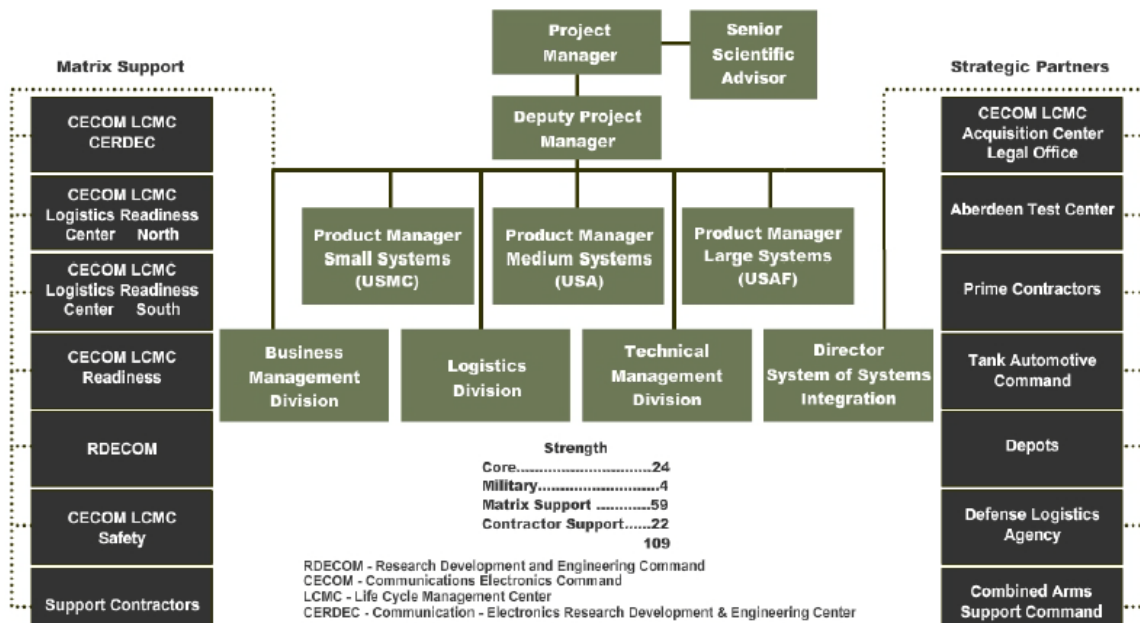 Project
Manager
Senior
Scientific
Advisor
Deputy Project
Manager
Matrix Support
CECOM LCMC
CERDEC
CECOM LCMC
Logistics Readiness
Center North
CECOM LCMC
Logistics Readiness
Center South
CECOM LCMC
Readiness
RDECOM
CECOM LCMC
Safety
Support Contractors
Product Manager
Small Systems
(USMC)
Product Manager
Medium Systems
(USA)
Product Manager
Large Systems
(USAF)
Business
Management
Division
Logistics
Division
Technical
Management
Division
Director
System of Systems
Integration
Strength
Core...............................24
Military............................4
Matrix Support ............59
Contractor Support......22
109
RDECOM - Research Development and Engineering Command
CECOM - Communications Electronics Command
LCMC - Life Cycle Management Center
CERDEC - Communication - Electronics Research Development & Engineering Center
Strategic Partners
CECOM LCMC
Acquisition Center
Legal Office
Aberdeen Test Center
Prime Contractors
Tank Automotive
Command
Depots
Defense Logistics
Agency
Combined Arms
Support Command